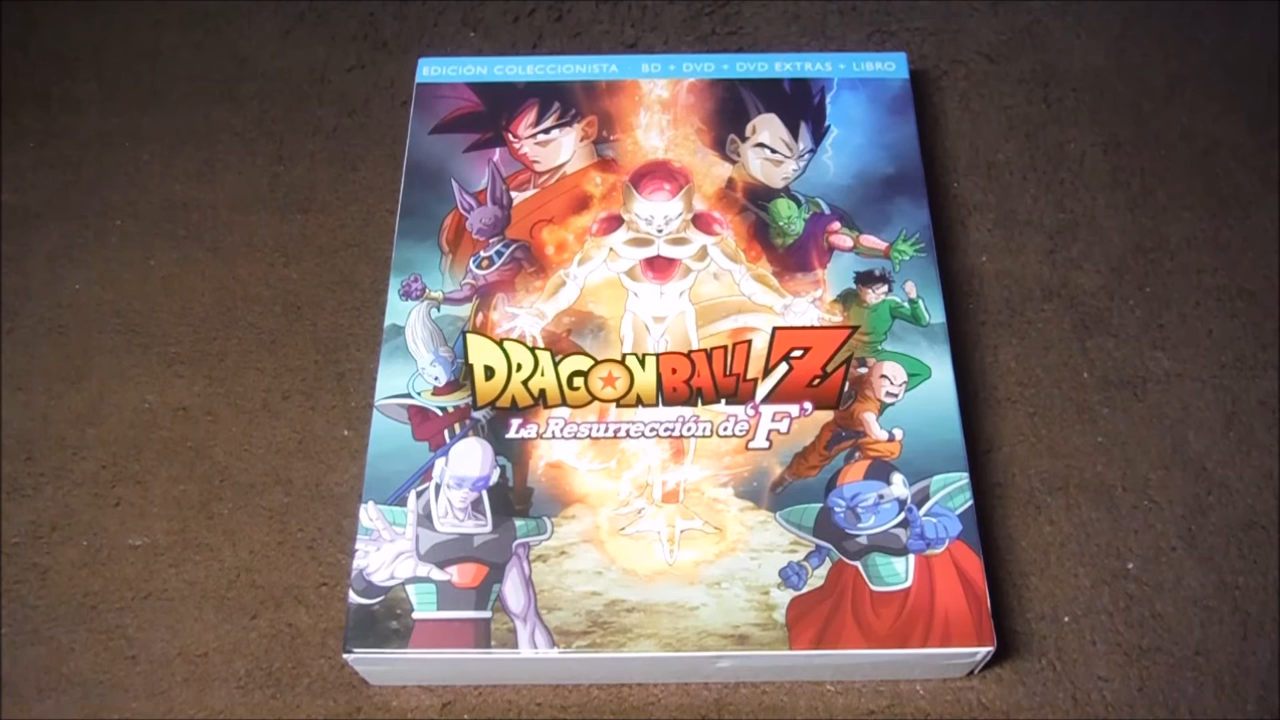 EDICIÓN COLECCIONISTA · BD + DVD + DVD EXTRAS + LIBRO
DRAGONBALL Z
La Resurrección de 'F'